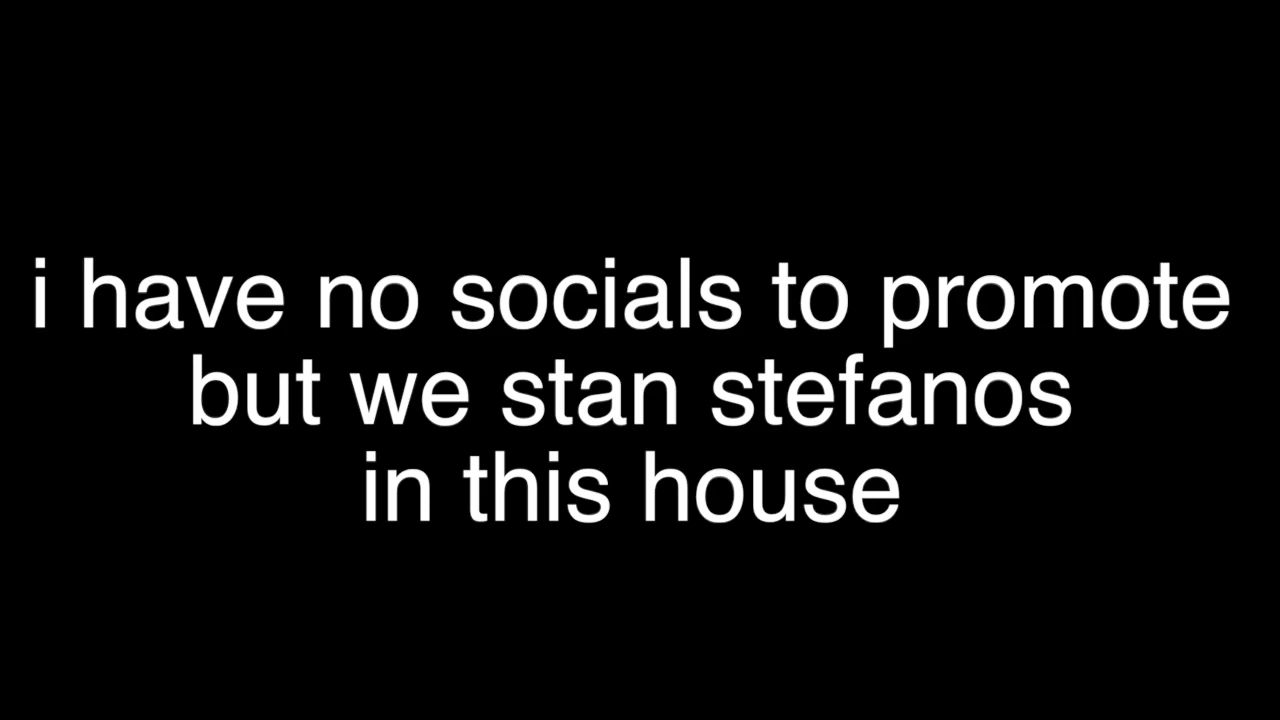 i have no socials to promote
but we stan stefanos
in this house